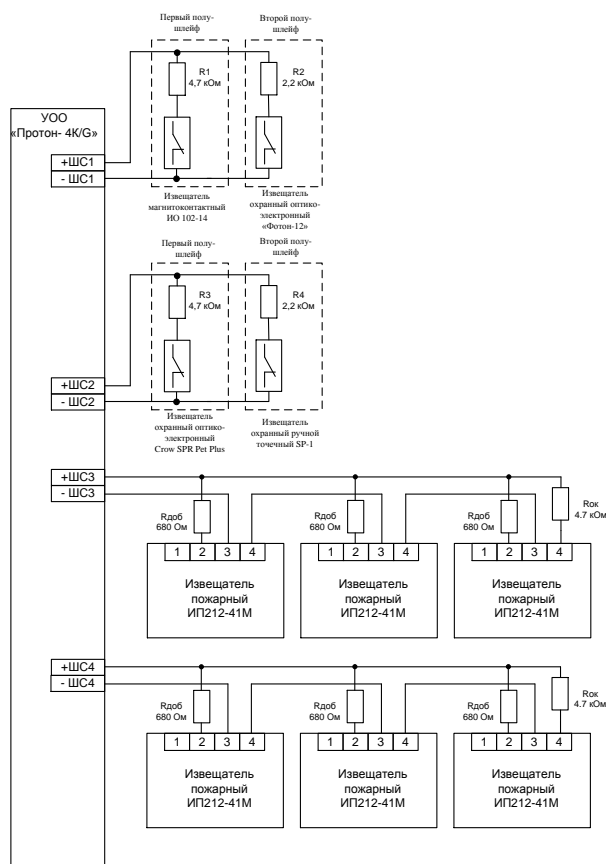 Первый полу-
шлейф
Второй полу-
шлейф
R1
4,7 кОм
R2
2,2 кОм
УОО
«Протон- 4К/G»
+ШС1
- ШС1
Извещатель
магнитоконтактный
ИО 102-14
Извещатель
охранный оптико-
электронный
«Фотон-12»
Первый полу-
шлейф
Второй полу-
шлейф
R3
4,7 кОм
R4
2,2 кОм
+ШС2
- ШС2
Извещатель
охранный оптико-
электронный
Crow SPR Pet Plus
Извещатель
охранный ручной
точечный SP-1
+ШС3
- ШС3
Rдоб
680 Ом
Rдоб
680 Ом
Rдоб
680 Ом
Rок
4.7 кОм
1 2 3 4
1 2 3 4
1 2 3 4
Извещатель
пожарный
ИП212-41М
Извещатель
пожарный
ИП212-41М
Извещатель
пожарный
ИП212-41М
+ШС4
- ШС4
Rдоб
680 Ом
Rдоб
680 Ом
Rдоб
680 Ом
Rок
4.7 кОм
1 2 3 4
1 2 3 4
1 2 3 4
Извещатель
пожарный
ИП212-41М
Извещатель
пожарный
ИП212-41М
Извещатель
пожарный
ИП212-41М